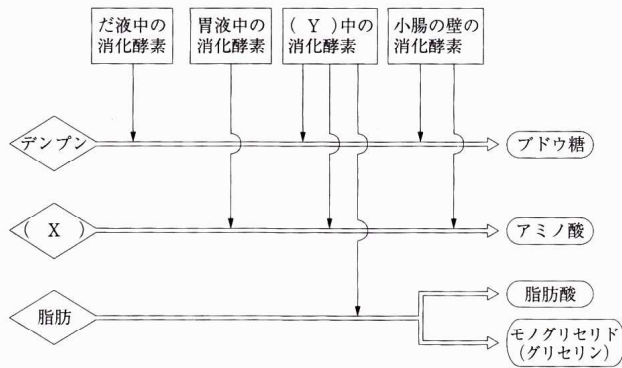 だ液中の
消化酵素
胃液中の
消化酵素
( Y )中の
消化酵素
小腸の壁の
消化酵素
デンプン
ブドウ糖
( X )
アミノ酸
脂肪
脂肪酸
モノグリセリド
(グリセリン)